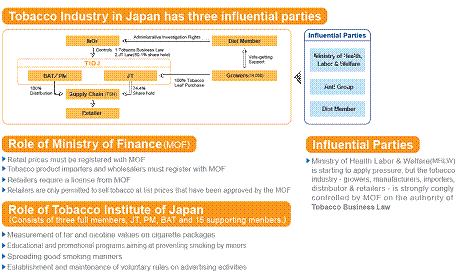 Tobacco Industry in Japan has three influential parties
MOF
Administrative Investigation Rights
Diet Member
Controls
1 Tobacco Business Law
2 JT Law(50.1% share hold)
TIOJ
Vote-getting
Support
BAT/PM
JT
Growers
100%
Distribution
74.4%
Share hold
100% Tobacco
Leaf Purchase
Supply Chain
Retailer
Influential Parties
Ministry of Health,
Labor & Welfare
Anti Group
Diet Member
Role of Ministry of Finance(MOF)
Retail prices must be registered with MOF
Tobacco product importers and wholesalers must register with MOF
Retailers require a license from MOF
Retailers are only permitted to sell tobacco at list prices that have been approved by the MOF
Role of Tobacco Institute of Japan
(Consists of three full members, JT, PM, BAT and 15 supporting members.)
Measurement of tar and nicotine values on cigarette packages
Educational and promotional programs aiming at preventing smoking by minors
Spreading good smoking manners
Establishment and maintenance of voluntary rules on advertising activities
Influential Parties
Ministry of Health Labor & Welfare(MHLW)
is starting to apply pressure, but the tobacco
industry - growers, manufacturers, importers,
distributor & retailers - is strongly congly
controlled by MOF on the authority of
Tobacco Business Law